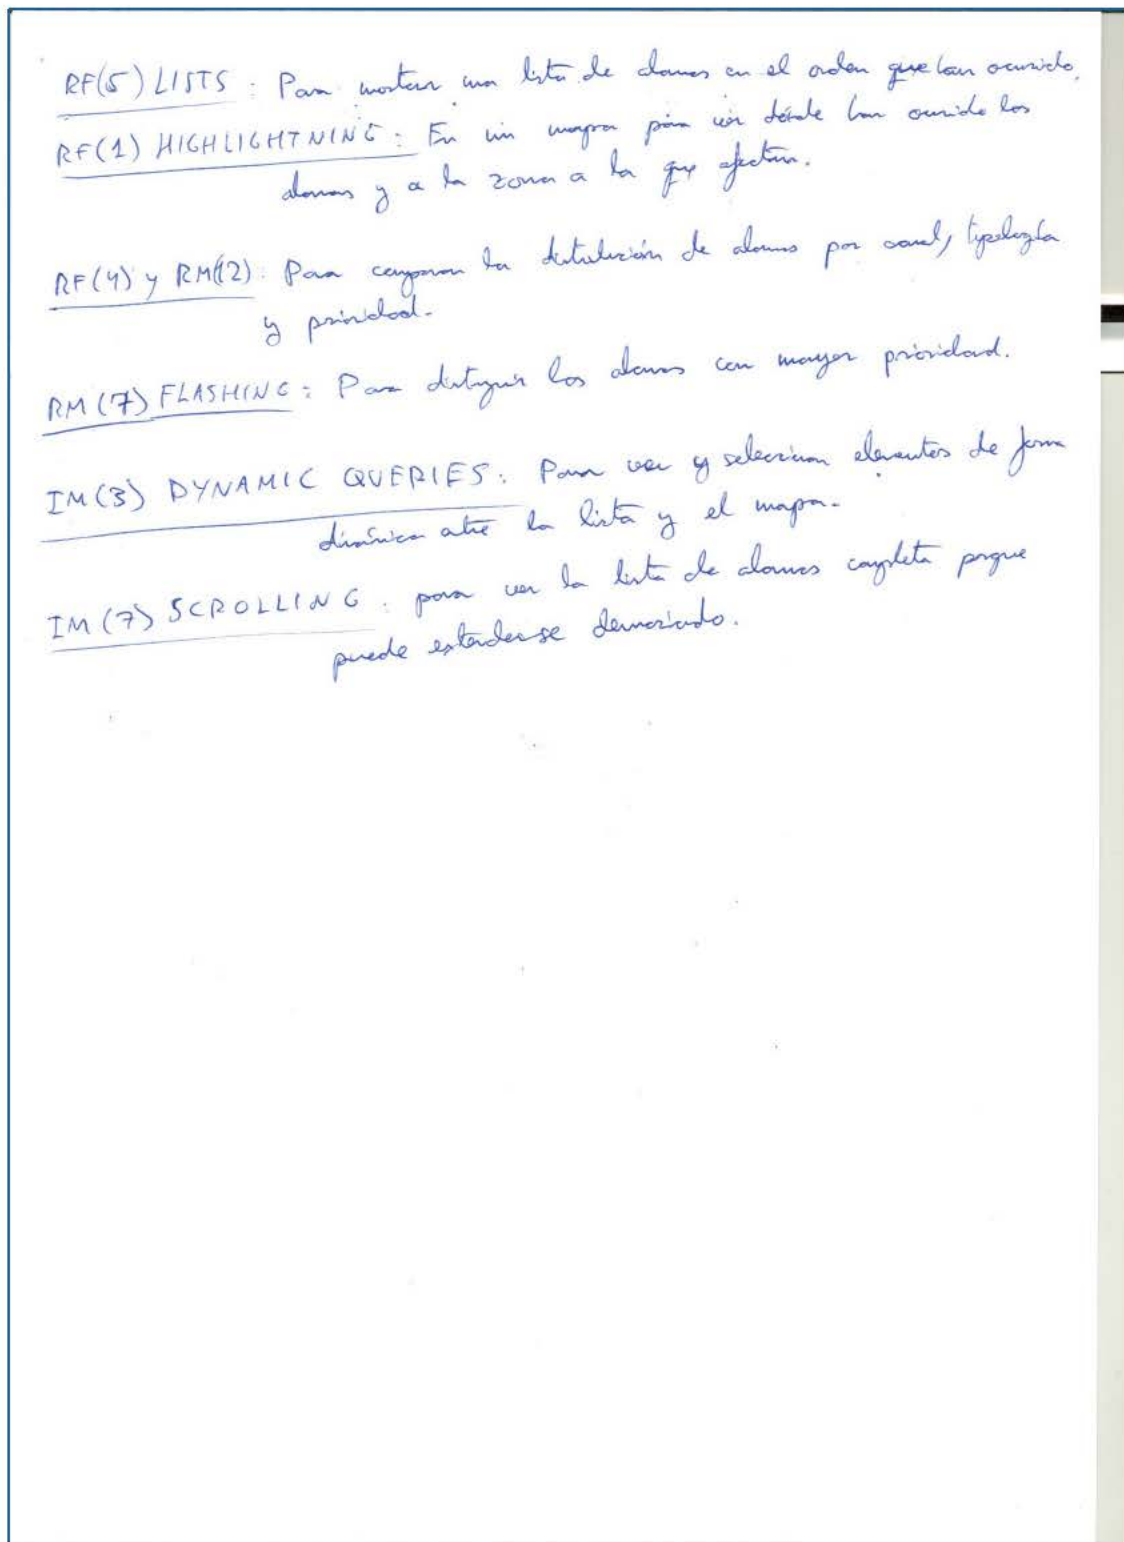 RF(5) LISTS : Para mostrar una lista de alarmas en el orden que han ocurrido.
RF(1) HIGHLIGHTNING : En un mapa para ver dónde han ocurrido las
alarmas y a la zona a la que afectan.
RF(4) y RM(12) : Para comparar la distribución de alarmas por canal, typología
y prioridad.
RM(7) FLASHING : Para distinguir las alarmas con mayor prioridad.
IM(3) DYNAMIC QUERIES : Para ver y seleccionar elementos de forma
dinámica entre la lista y el mapa.
IM(7) SCROLLING : para ver la lista de alarmas completa porque
puede extenderse demasiado.